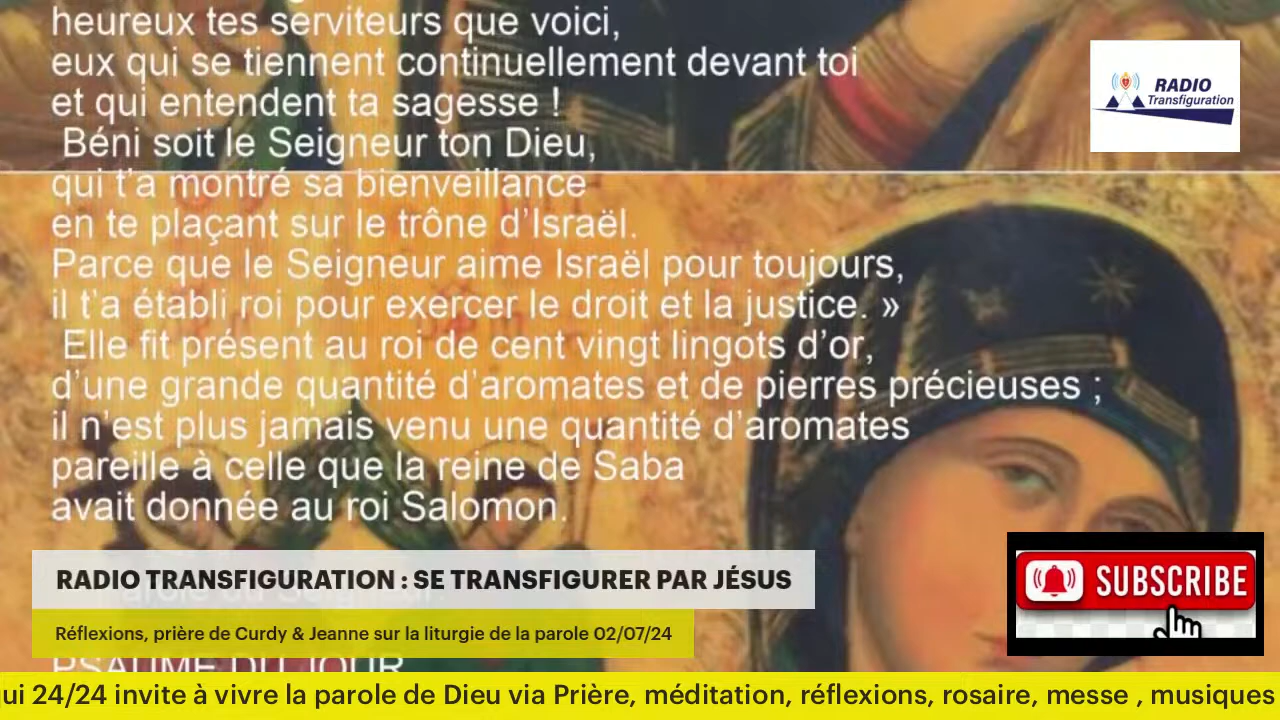 heureux tes serviteurs que voici,
eux qui se tiennent continuellement devant toi
et qui entendent ta sagesse !
Béni soit le Seigneur ton Dieu,
qui t’a montré sa bienveillance
en te plaçant sur le trône d’Israël.
Parce que le Seigneur aime Israël pour toujours,
il t’a établi roi pour exercer le droit et la justice. »
Elle fit présent au roi de cent vingt lingots d’or,
d’une grande quantité d’aromates et de pierres précieuses ;
il n’est plus jamais venu une quantité d’aromates
pareille à celle que la reine de Saba
avait donnée au roi Salomon.
RADIO
Transfiguration
RADIO TRANSFIGURATION : SE TRANSFIGURER PAR JÉSUS
Réflexions, prière de Curdy & Jeanne sur la liturgie de la parole 02/07/24
SUBSCRIBE
PSAUME DU JOUR
qui 24/24 invite à vivre la parole de Dieu via Prière, méditation, réflexions, rosaire, messe , musiques